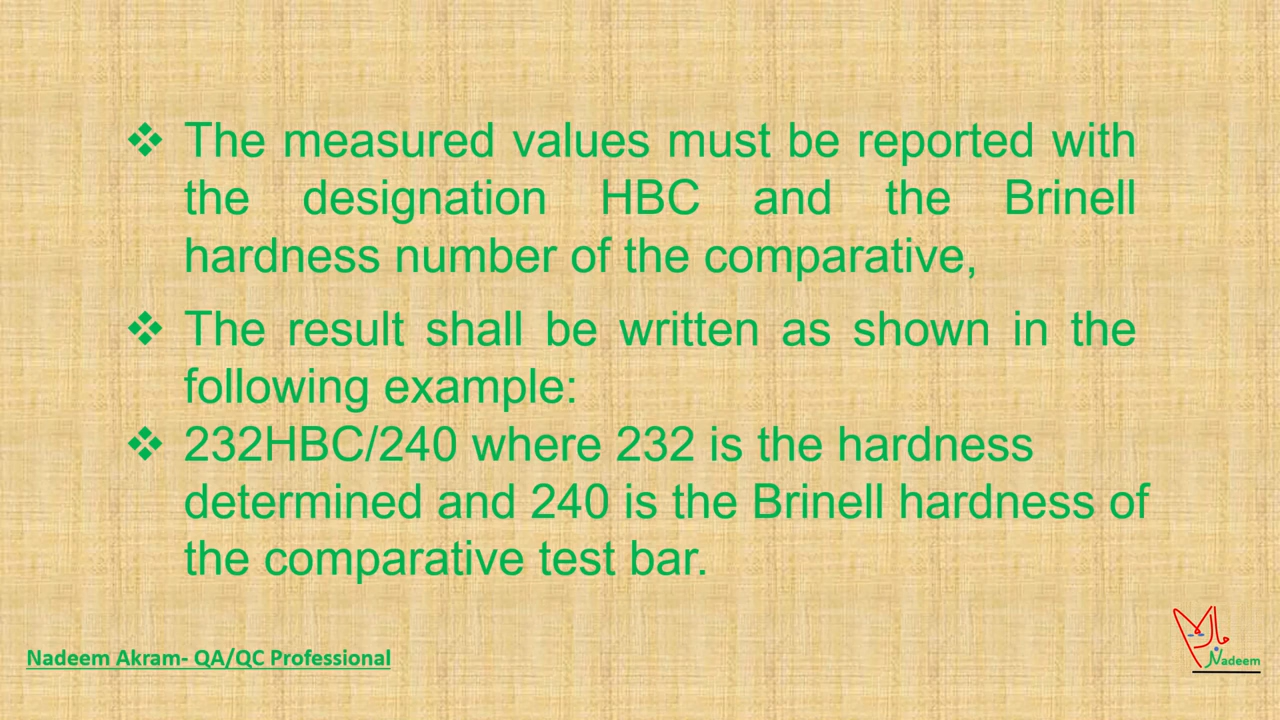 ❖ The measured values must be reported with
the designation HBC and the Brinell
hardness number of the comparative,
❖ The result shall be written as shown in the
following example:
❖ 232HBC/240 where 232 is the hardness
determined and 240 is the Brinell hardness of
the comparative test bar.
Nadeem Akram- QA/QC Professional
Nadeem